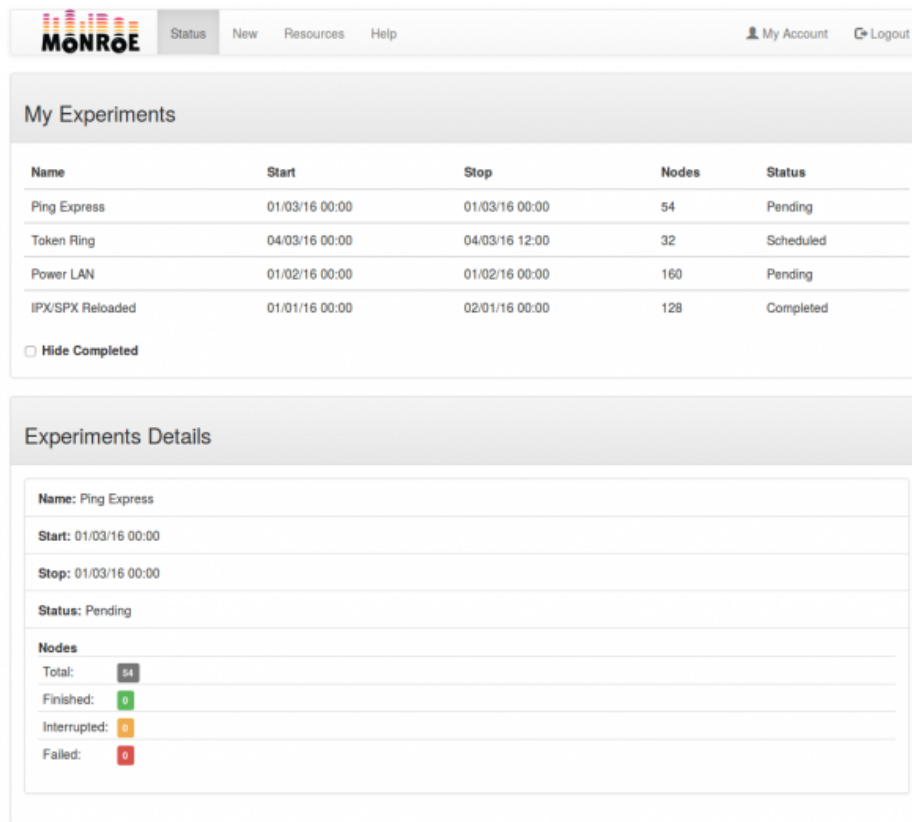 MONROE Status New Resources Help My Account Logout
My Experiments
Name Start Stop Nodes Status
Ping Express 01/03/16 00:00 01/03/16 00:00 54 Pending
Token Ring 04/03/16 00:00 04/03/16 12:00 32 Scheduled
Power LAN 01/02/16 00:00 01/02/16 00:00 160 Pending
IPX/SPX Reloaded 01/01/16 00:00 02/01/16 00:00 128 Completed
Hide Completed
Experiments Details
Name: Ping Express
Start: 01/03/16 00:00
Stop: 01/03/16 00:00
Status: Pending
Nodes
Total: 54
Finished: 0
Interrupted: 0
Failed: 0